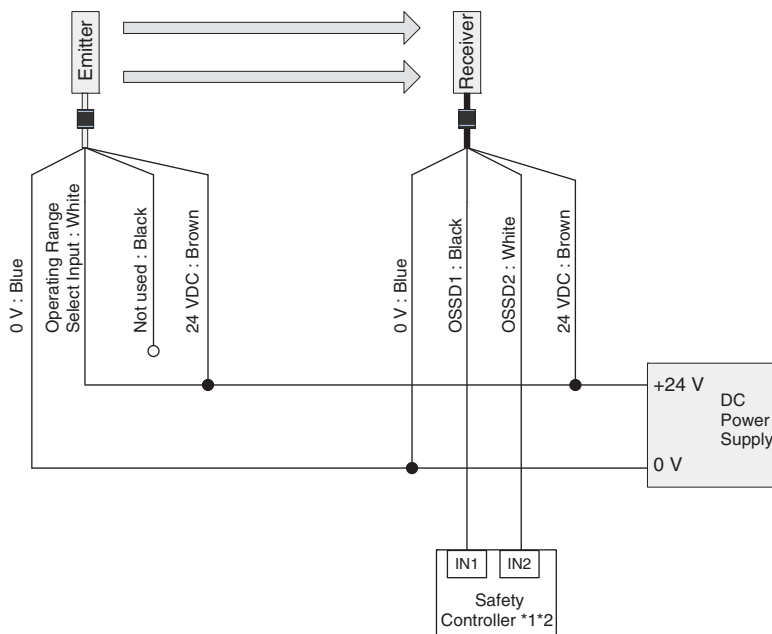 Emitter
Receiver
0 V : Blue
Operating Range
Select Input : White
Not used : Black
24 VDC : Brown
0 V : Blue
OSSD1 : Black
OSSD2 : White
24 VDC : Brown
+24 V
DC
Power
Supply
0 V
IN1
IN2
Safety
Controller *1*2